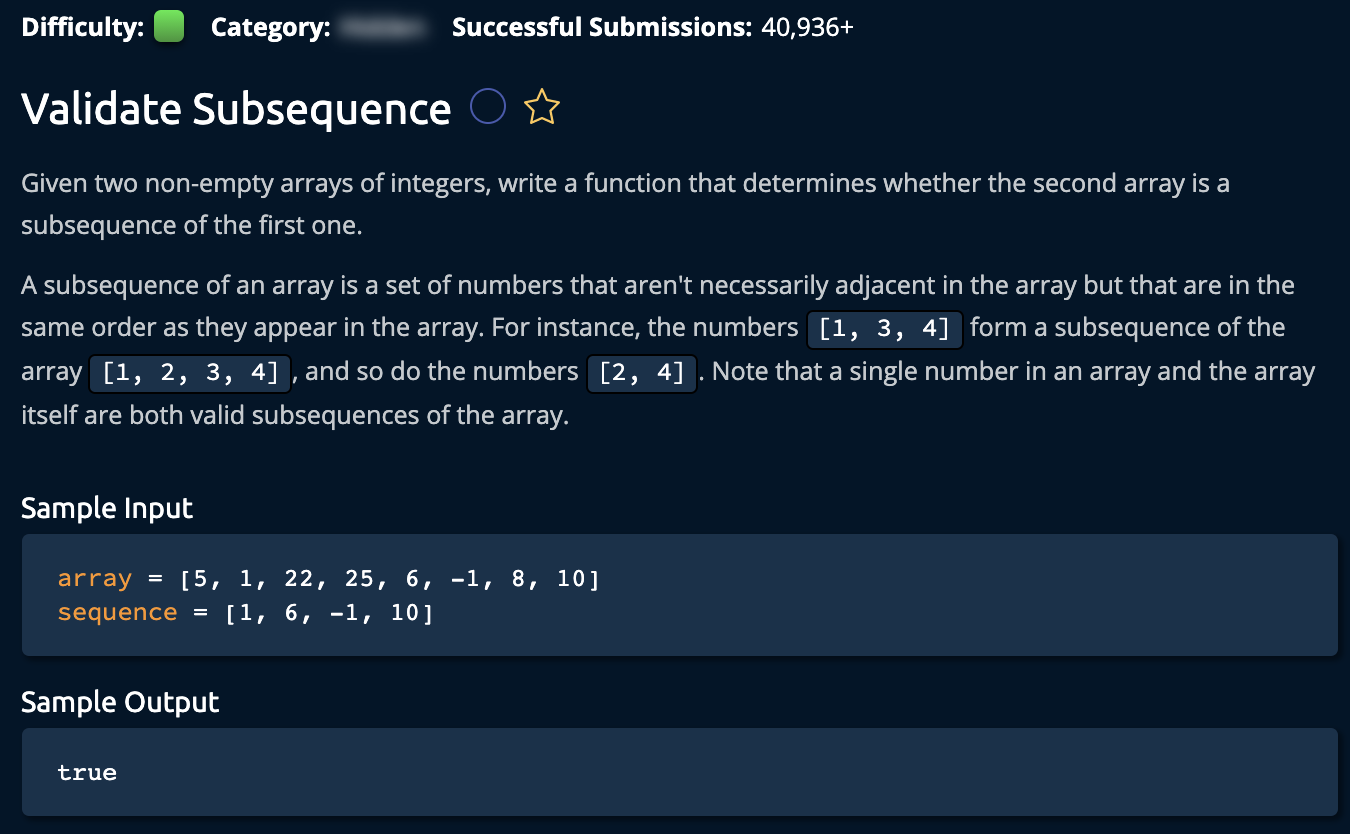 Difficulty: Category: Successful Submissions: 40,936+
Validate Subsequence
Given two non-empty arrays of integers, write a function that determines whether the second array is a
subsequence of the first one.
A subsequence of an array is a set of numbers that aren't necessarily adjacent in the array but that are in the
same order as they appear in the array. For instance, the numbers [1, 3, 4] form a subsequence of the
array [1, 2, 3, 4], and so do the numbers [2, 4]. Note that a single number in an array and the array
itself are both valid subsequences of the array.
Sample Input
array = [5, 1, 22, 25, 6, -1, 8, 10]
sequence = [1, 6, -1, 10]
Sample Output
true